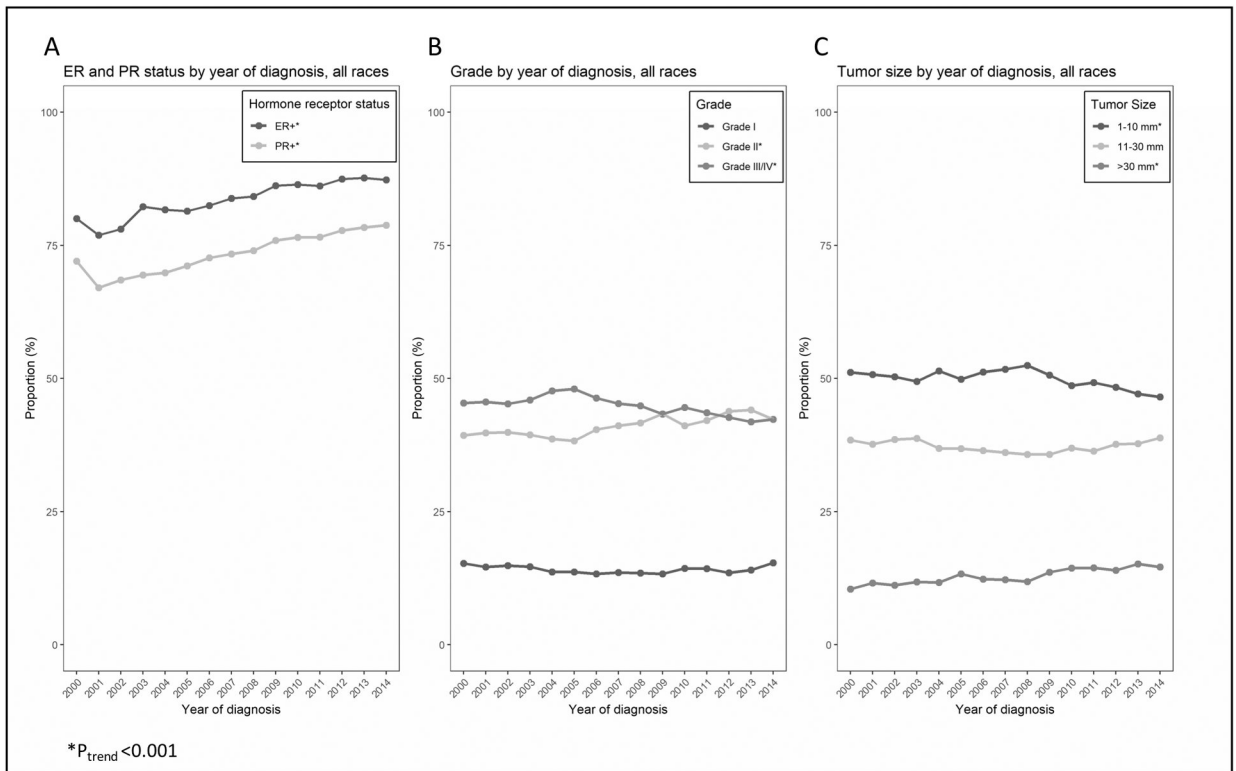 A
ER and PR status by year of diagnosis, all races
Hormone receptor status
ER+*
PR+*
100
75
50
25
0
Proportion (%)
2000
2001
2002
2003
2004
2005
2006
2007
2008
2009
2010
2011
2012
2013
2014
Year of diagnosis
B
Grade by year of diagnosis, all races
Grade
Grade I
Grade II*
Grade III/IV*
100
75
50
25
0
Proportion (%)
2000
2001
2002
2003
2004
2005
2006
2007
2008
2009
2010
2011
2012
2013
2014
Year of diagnosis
C
Tumor size by year of diagnosis, all races
Tumor Size
1-10 mm*
11-30 mm
>30 mm*
100
75
50
25
0
Proportion (%)
2000
2001
2002
2003
2004
2005
2006
2007
2008
2009
2010
2011
2012
2013
2014
Year of diagnosis
*Ptrend <0.001